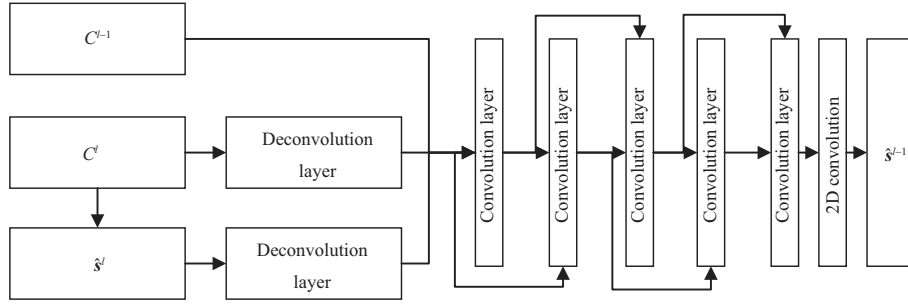 C^{l-1}
C^l
ŝ^l
Deconvolution
layer
Deconvolution
layer
Convolution layer
Convolution layer
Convolution layer
Convolution layer
Convolution layer
2D convolution
ŝ^{l-1}